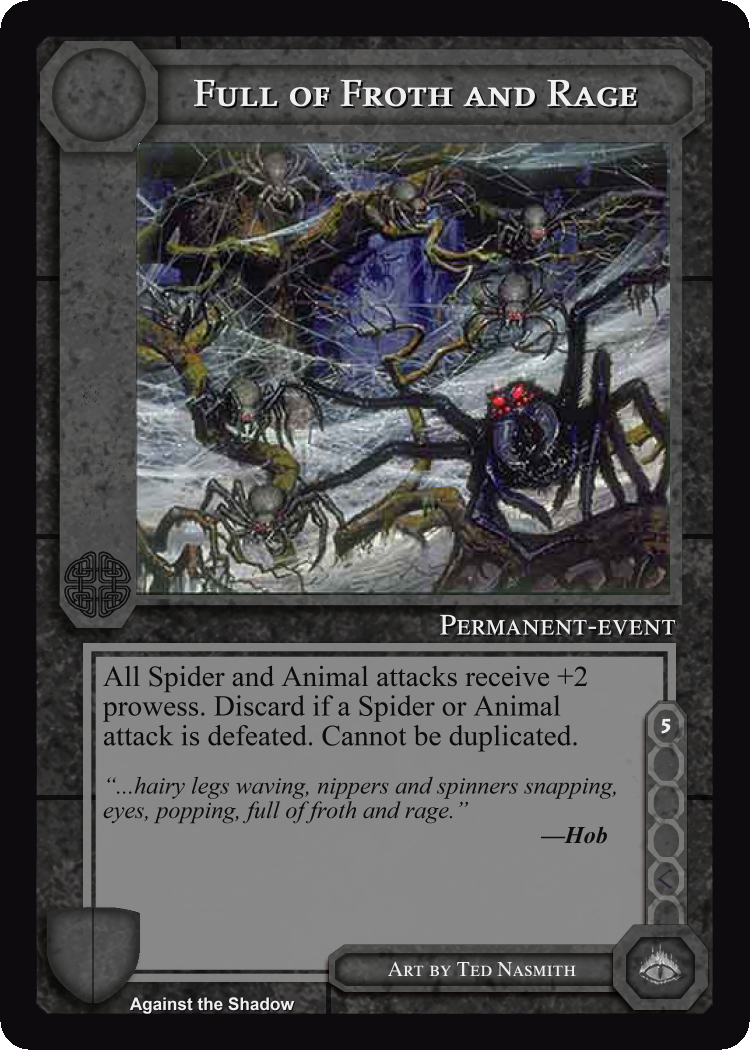 FULL OF FROTH AND RAGE
PERMANENT-EVENT
All Spider and Animal attacks receive +2
prowess. Discard if a Spider or Animal
attack is defeated. Cannot be duplicated.
5
“...hairy legs waving, nippers and spinners snapping,
eyes, popping, full of froth and rage.”
—Hob
ART BY TED NASMITH
Against the Shadow